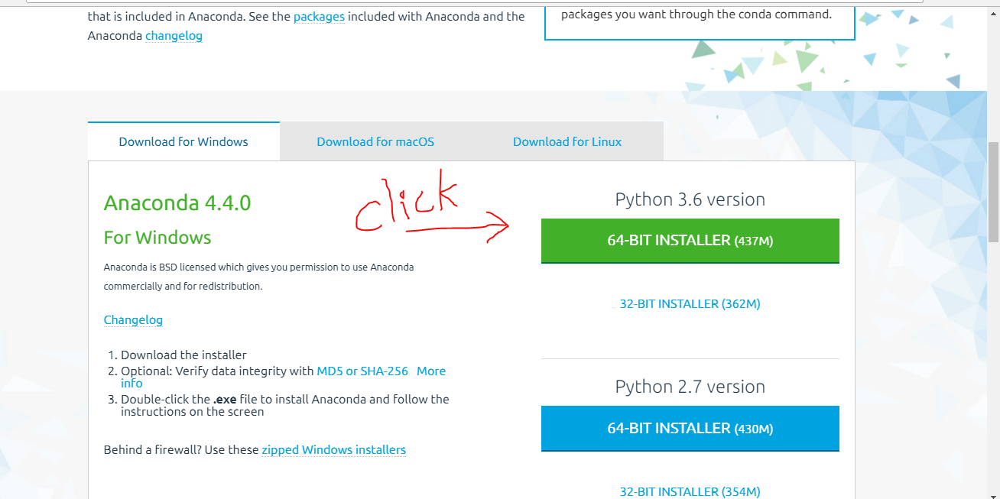 that is included in Anaconda. See the packages included with Anaconda and the
Anaconda changelog
packages you want through the conda command.
Download for Windows
Download for macOS
Download for Linux
Anaconda 4.4.0
For Windows
Anaconda is BSD licensed which gives you permission to use Anaconda
commercially and for redistribution.
Changelog
1. Download the installer
2. Optional: Verify data integrity with MD5 or SHA-256 More
info
3. Double-click the .exe file to install Anaconda and follow the
instructions on the screen
Behind a firewall? Use these zipped Windows installers
click
Python 3.6 version
64-BIT INSTALLER (437M)
32-BIT INSTALLER (362M)
Python 2.7 version
64-BIT INSTALLER (430M)
32-BIT INSTALLER (354M)